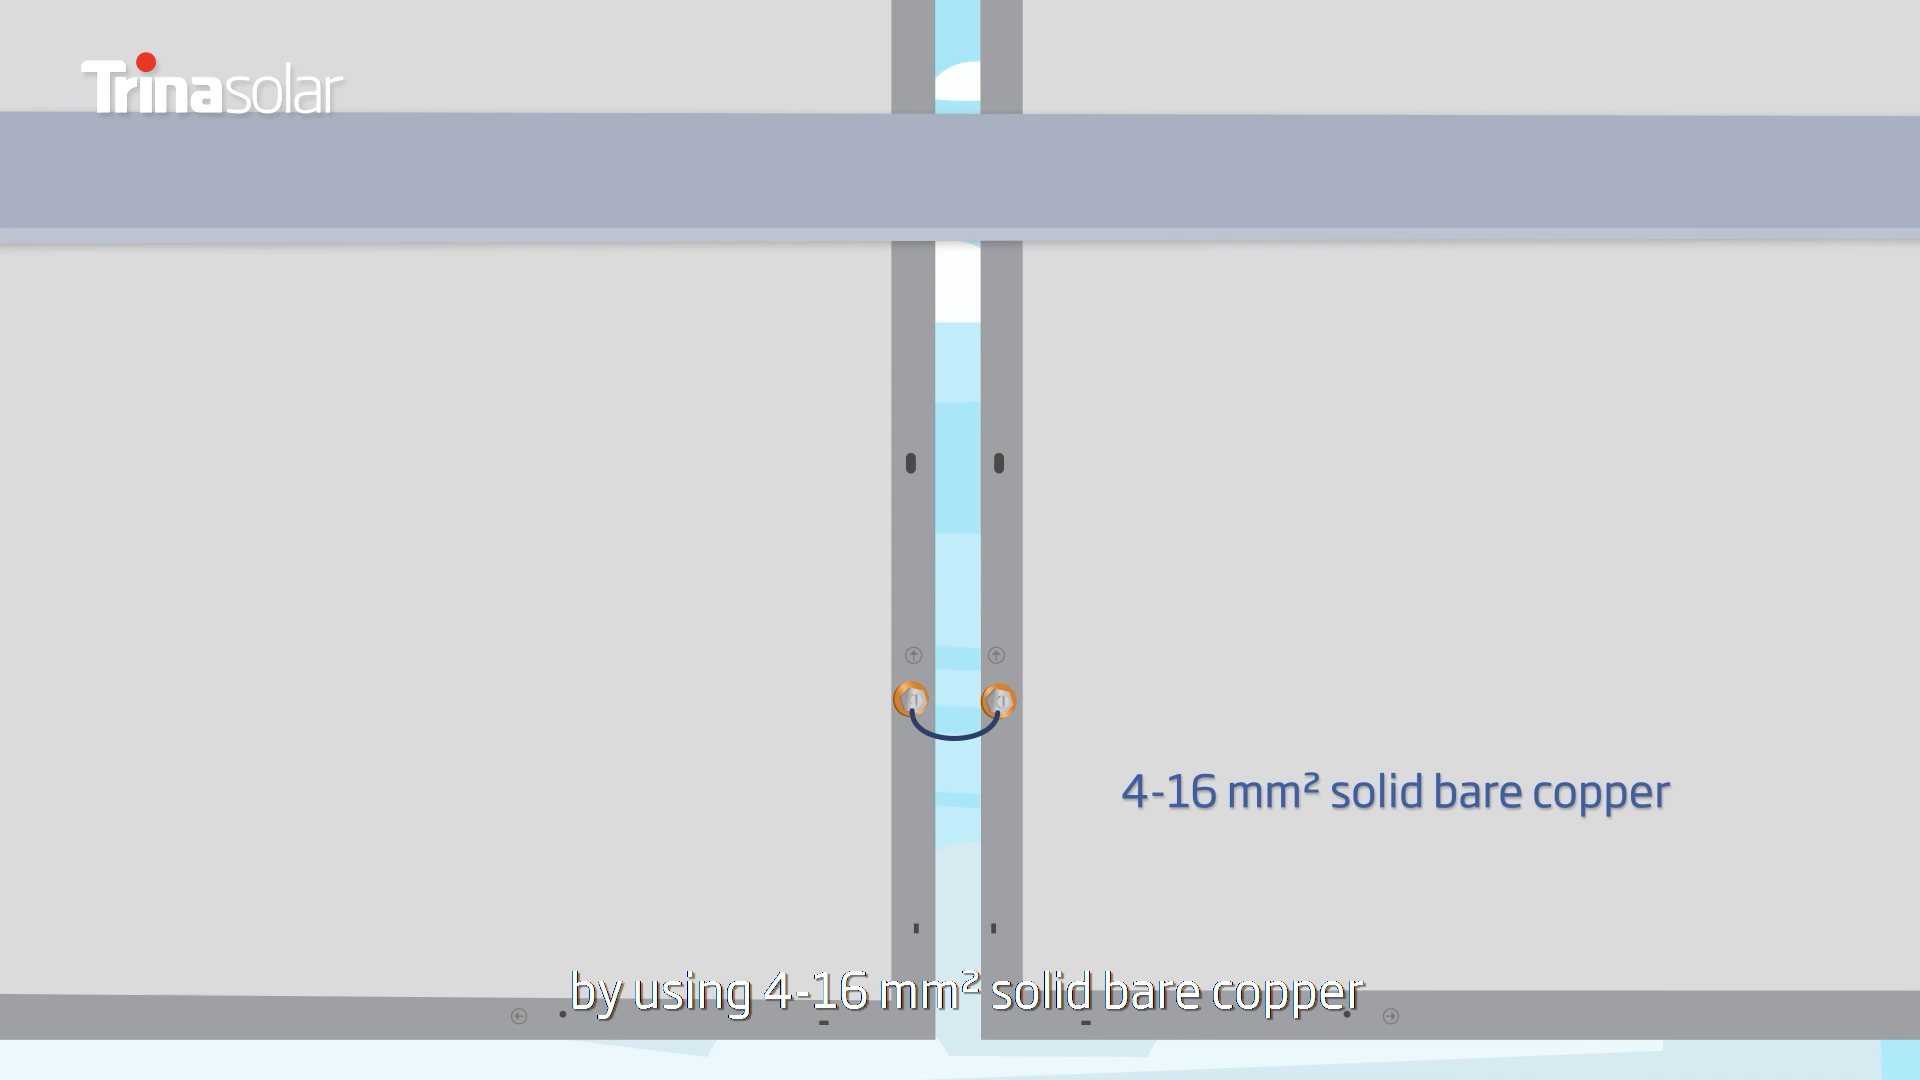 Trinasolar
4-16 mm² solid bare copper
by using 4-16 mm² solid bare copper